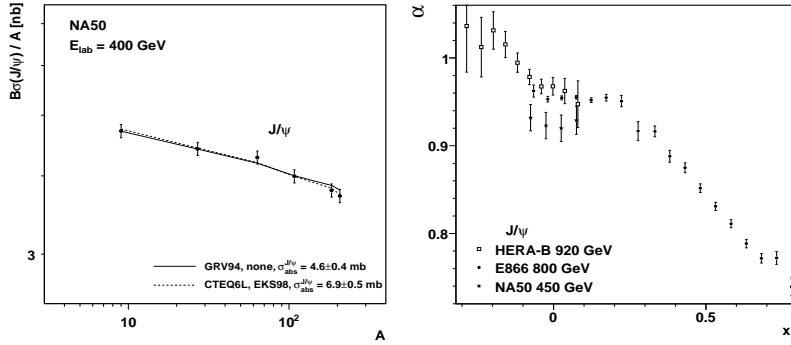 NA50
E_lab = 400 GeV
Bσ(J/ψ) / A [nb]
J/ψ
3
GRV94, none, σ_abs^J/ψ = 4.6±0.4 mb
CTEQ6L, EKS98, σ_abs^J/ψ = 6.9±0.5 mb
10
10²
A
α
1
0.9
0.8
J/ψ
HERA-B 920 GeV
E866 800 GeV
NA50 450 GeV
0
0.5
x